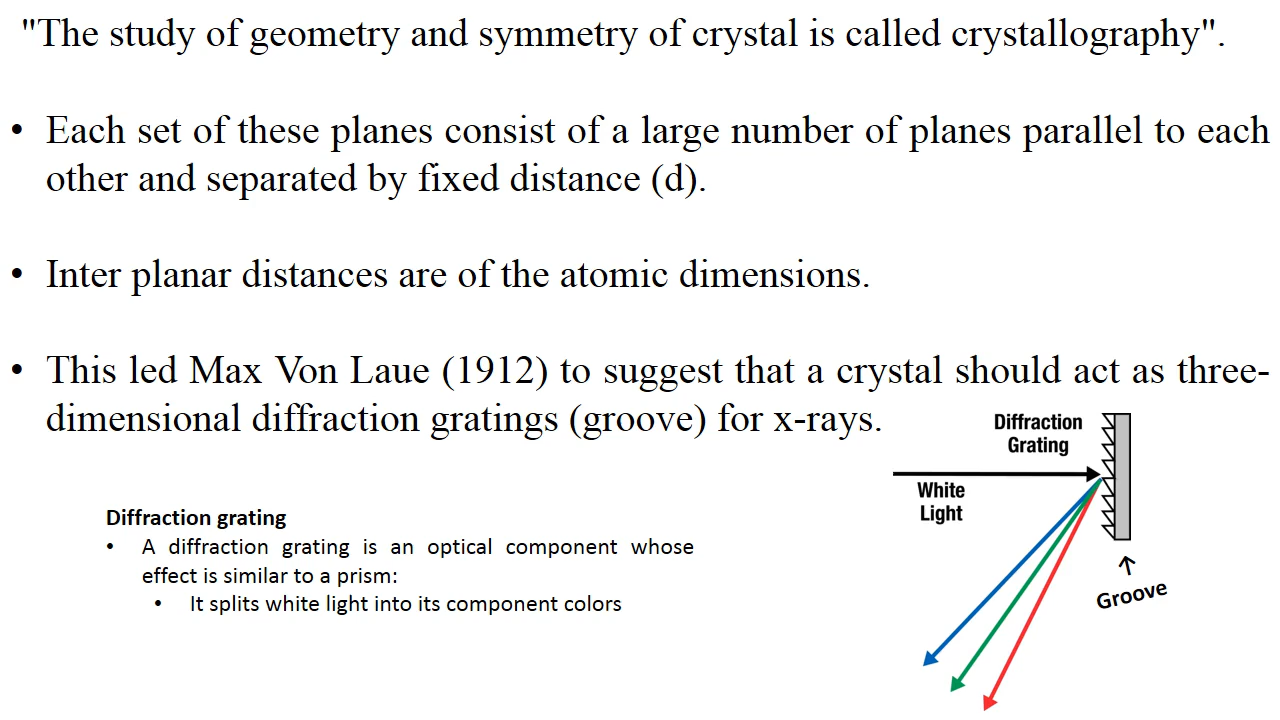 "The study of geometry and symmetry of crystal is called crystallography".
• Each set of these planes consist of a large number of planes parallel to each
other and separated by fixed distance (d).
• Inter planar distances are of the atomic dimensions.
• This led Max Von Laue (1912) to suggest that a crystal should act as three-
dimensional diffraction gratings (groove) for x-rays.
Diffraction
Grating
White
Light
Groove
Diffraction grating
• A diffraction grating is an optical component whose
effect is similar to a prism:
• It splits white light into its component colors